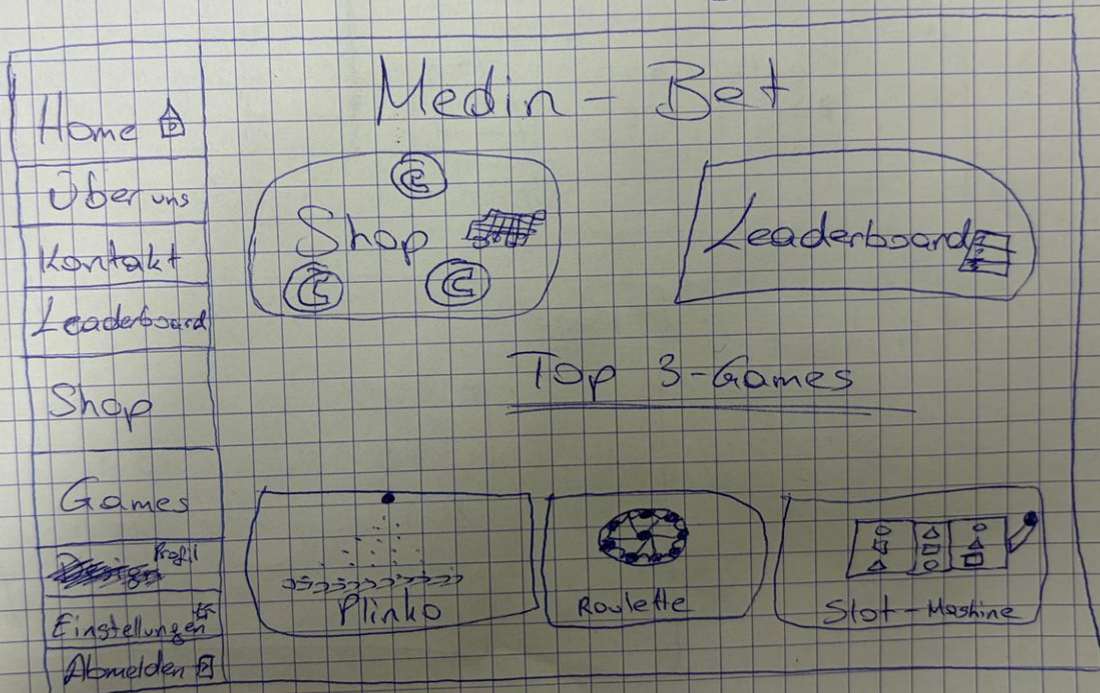 Medin - Bet
Home
Über uns
Kontakt
Leaderboard
Shop
Games
Profil
Einstellungen
Abmelden
C
Shop
C
C
Leaderboard
Top 3-Games
Plinko
Roulette
Slot-Mashine